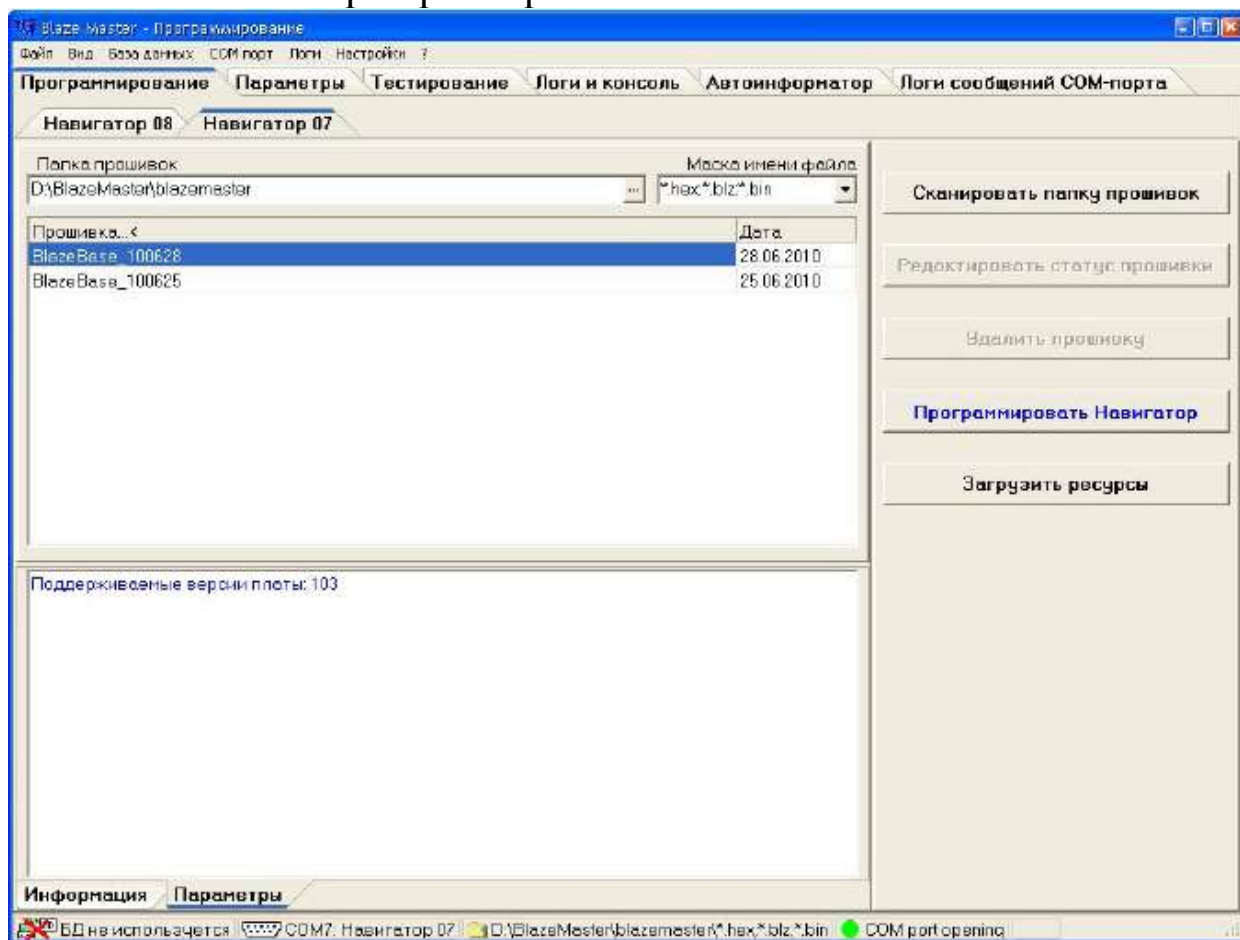 Blaze Master - Программирование
Файл Вид База данных COM порт Логи Настройки ?
Программирование Параметры Тестирование Логи и консоль Автоинформатор Логи сообщений COM-порта
Навигатор 08 Навигатор 07
Папка прошивок Маска имени файла
D:\BlazeMaster\blazemaster ... *.hex;*.blz;*.bin
Сканировать папку прошивок
Прошивка...< Дата
BlazeBase_100628 28.06.2010
BlazeBase_100625 25.06.2010
Редактировать статус прошивки
Удалить прошивку
Программировать Навигатор
Загрузить ресурсы
Поддерживаемые версии платы: 103
Информация Параметры
БД не используется COM7: Навигатор 07 D:\BlazeMaster\blazemaster\*.hex;*.blz;*.bin COM port opening